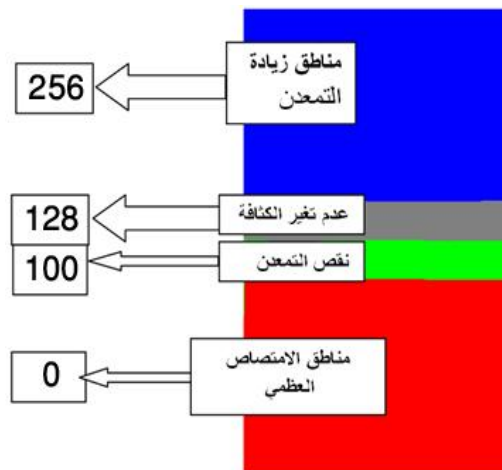 مناطق زيادة
التمعدن
256
عدم تغير الكثافة
128
نقص التمعدن
100
مناطق الامتصاص
العظمي
0